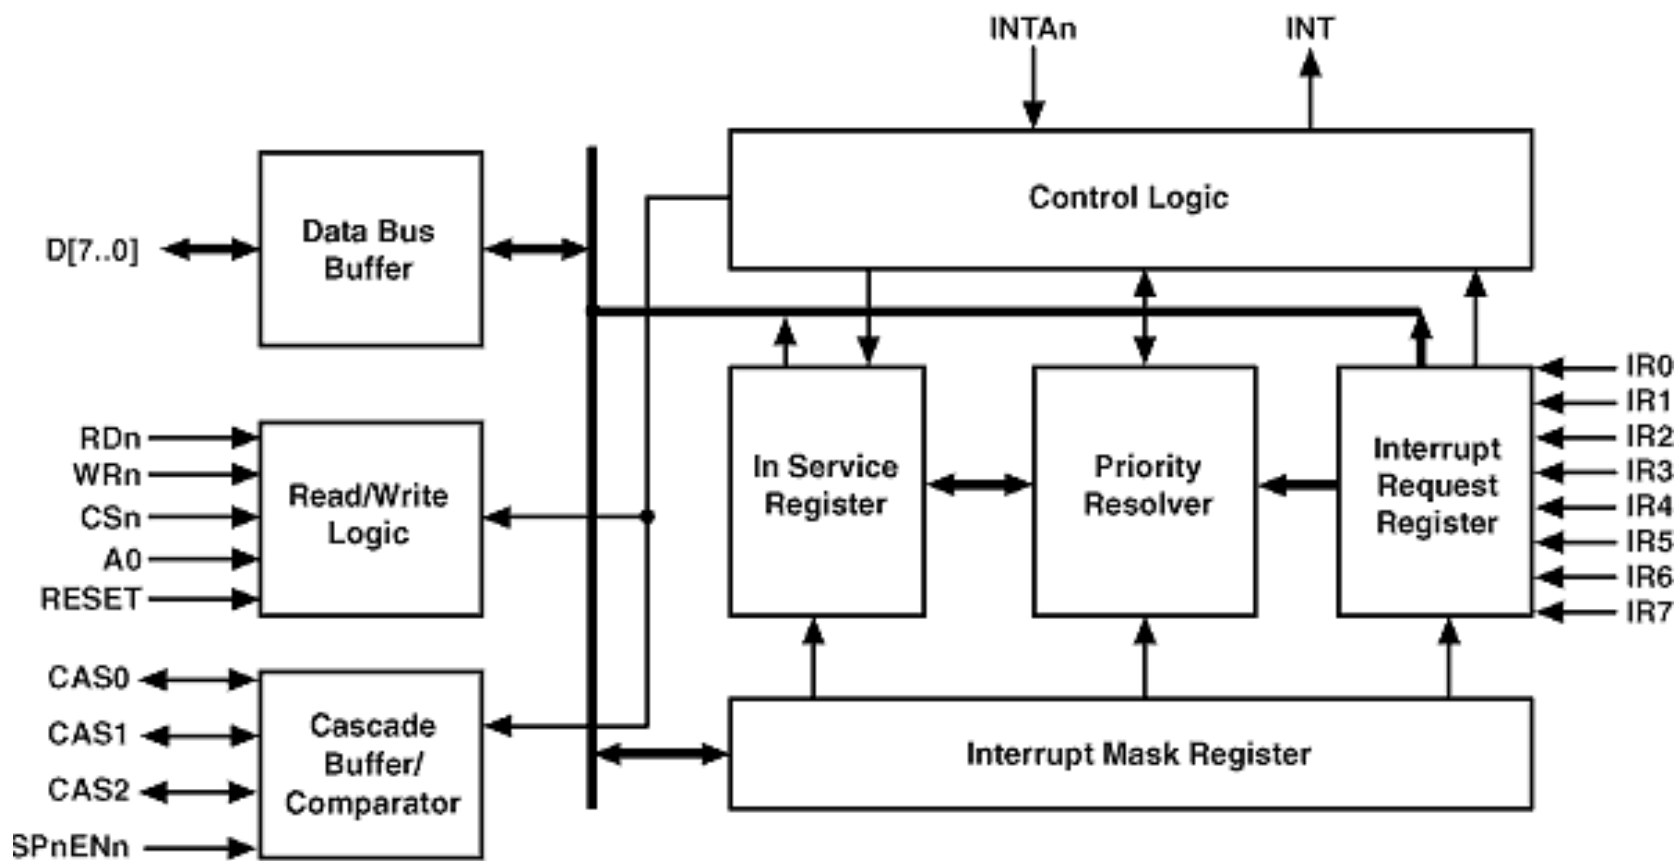 INTAn
INT
Control Logic
Data Bus
Buffer
D[7..0]
RDn
WRn
CSn
A0
RESET
Read/Write
Logic
In Service
Register
Priority
Resolver
Interrupt
Request
Register
IR0
IR1
IR2
IR3
IR4
IR5
IR6
IR7
CAS0
CAS1
CAS2
SPnENn
Cascade
Buffer/
Comparator
Interrupt Mask Register